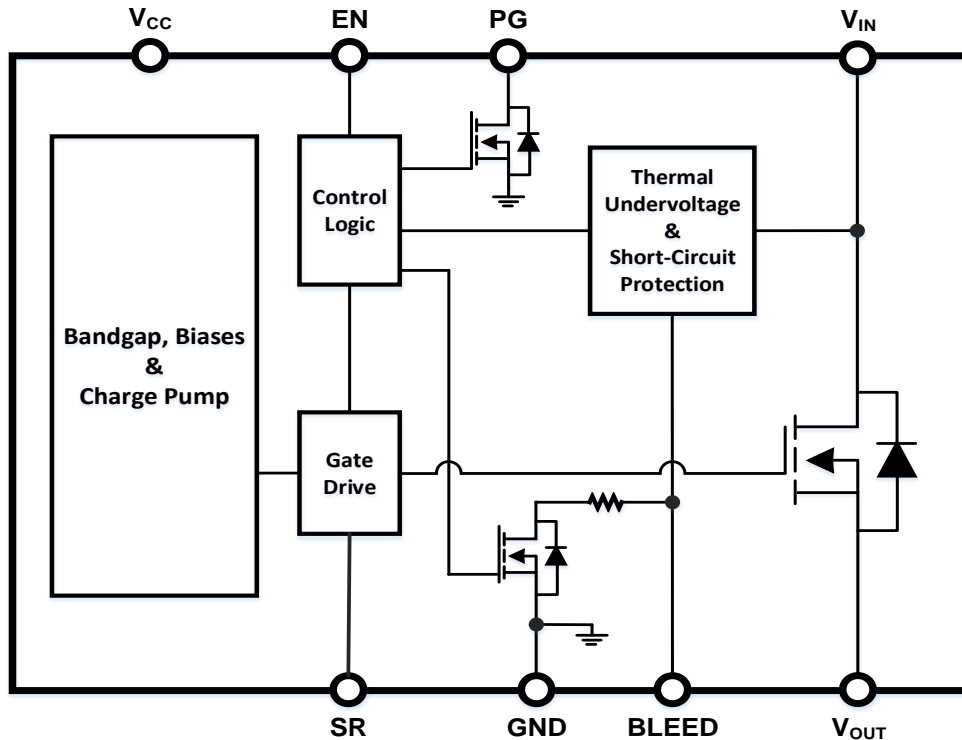 VCC
EN
PG
VIN
Control
Logic
Thermal
Undervoltage
&
Short-Circuit
Protection
Bandgap, Biases
&
Charge Pump
Gate
Drive
SR
GND
BLEED
VOUT